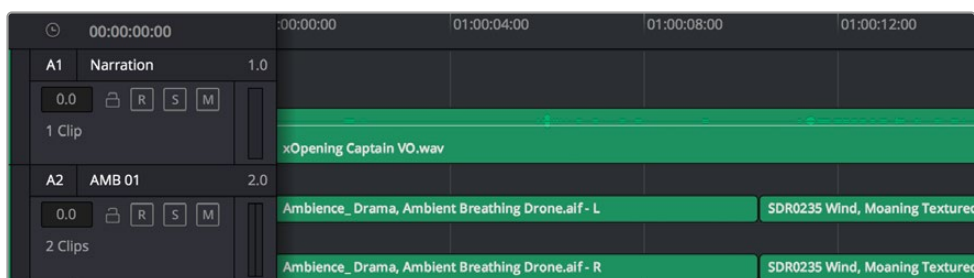 00:00:00:00 :00:00:00 01:00:04:00 01:00:08:00 01:00:12:00
A1 Narration 1.0
0.0 R S M
1 Clip
xOpening Captain VO.wav
A2 AMB 01 2.0
0.0 R S M
2 Clips
Ambience_ Drama, Ambient Breathing Drone.aif - L SDR0235 Wind, Moaning Textured
Ambience_ Drama, Ambient Breathing Drone.aif - R SDR0235 Wind, Moaning Textured